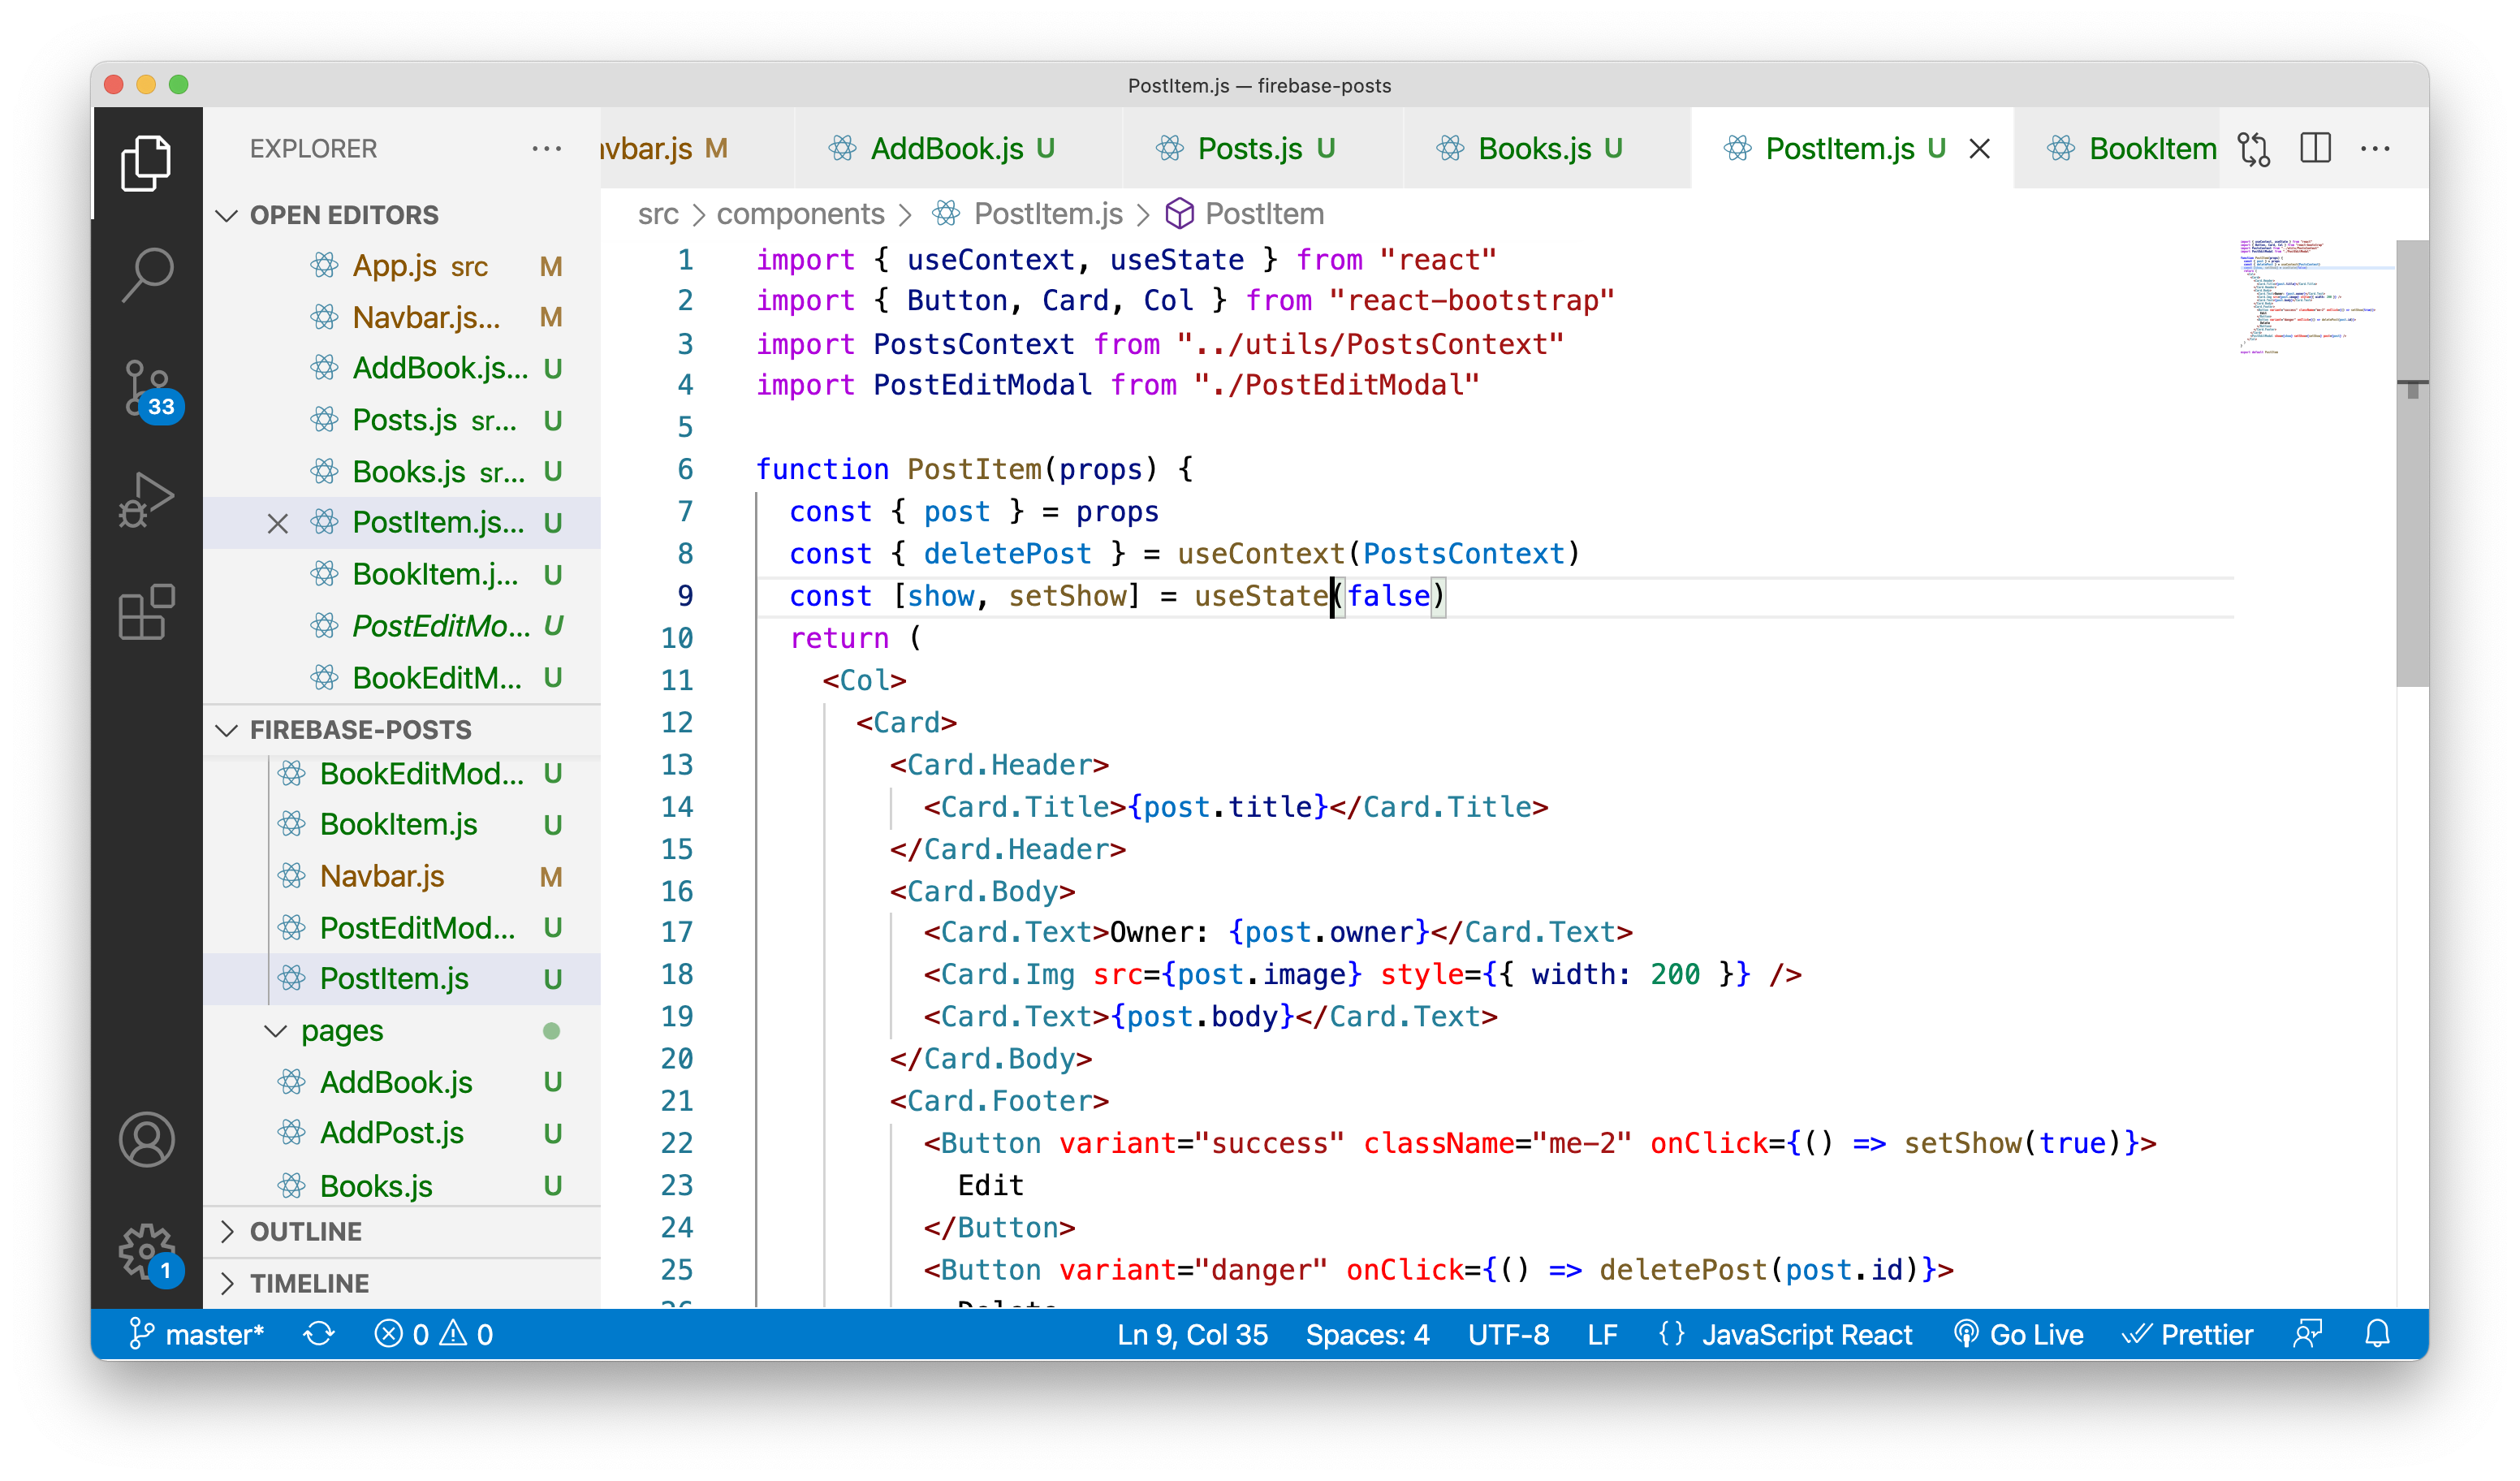 PostItem.js — firebase-posts
EXPLORER
OPEN EDITORS
App.js src M
Navbar.js... M
AddBook.js... U
Posts.js sr... U
Books.js sr... U
PostItem.js... U
BookItem.j... U
PostEditMo... U
BookEditM... U
FIREBASE-POSTS
BookEditMod... U
BookItem.js U
Navbar.js M
PostEditMod... U
PostItem.js U
pages
AddBook.js U
AddPost.js U
Books.js U
OUTLINE
TIMELINE
33
1
avbar.js M AddBook.js U Posts.js U Books.js U PostItem.js U BookItem
src > components > PostItem.js > PostItem
1 import { useContext, useState } from "react"
2 import { Button, Card, Col } from "react-bootstrap"
3 import PostsContext from "../utils/PostsContext"
4 import PostEditModal from "./PostEditModal"
5
6 function PostItem(props) {
7 const { post } = props
8 const { deletePost } = useContext(PostsContext)
9 const [show, setShow] = useState(false)
10 return (
11 <Col>
12 <Card>
13 <Card.Header>
14 <Card.Title>{post.title}</Card.Title>
15 </Card.Header>
16 <Card.Body>
17 <Card.Text>Owner: {post.owner}</Card.Text>
18 <Card.Img src={post.image} style={{ width: 200 }} />
19 <Card.Text>{post.body}</Card.Text>
20 </Card.Body>
21 <Card.Footer>
22 <Button variant="success" className="me-2" onClick={() => setShow(true)}>
23 Edit
24 </Button>
25 <Button variant="danger" onClick={() => deletePost(post.id)}>
26 Delete
master* 0 0 Ln 9, Col 35 Spaces: 4 UTF-8 LF {} JavaScript React Go Live Prettier